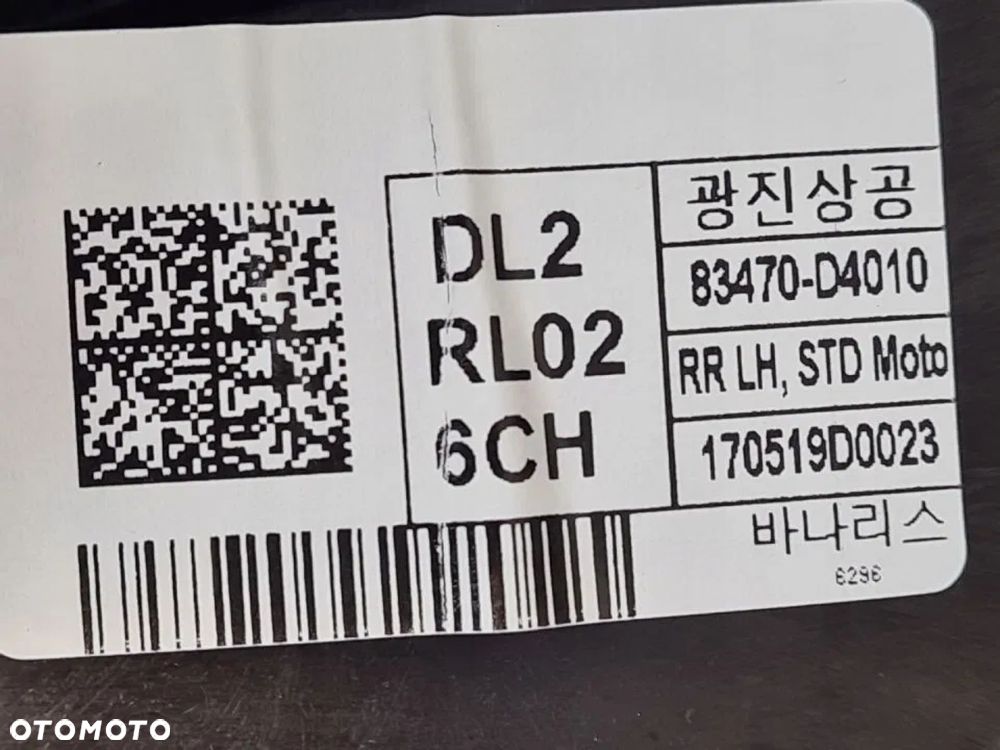 DL2
RL02
6CH
광진상공
83470-D4010
RR LH, STD Moto
170519D0023
바나리스
6296
OTOMOTO